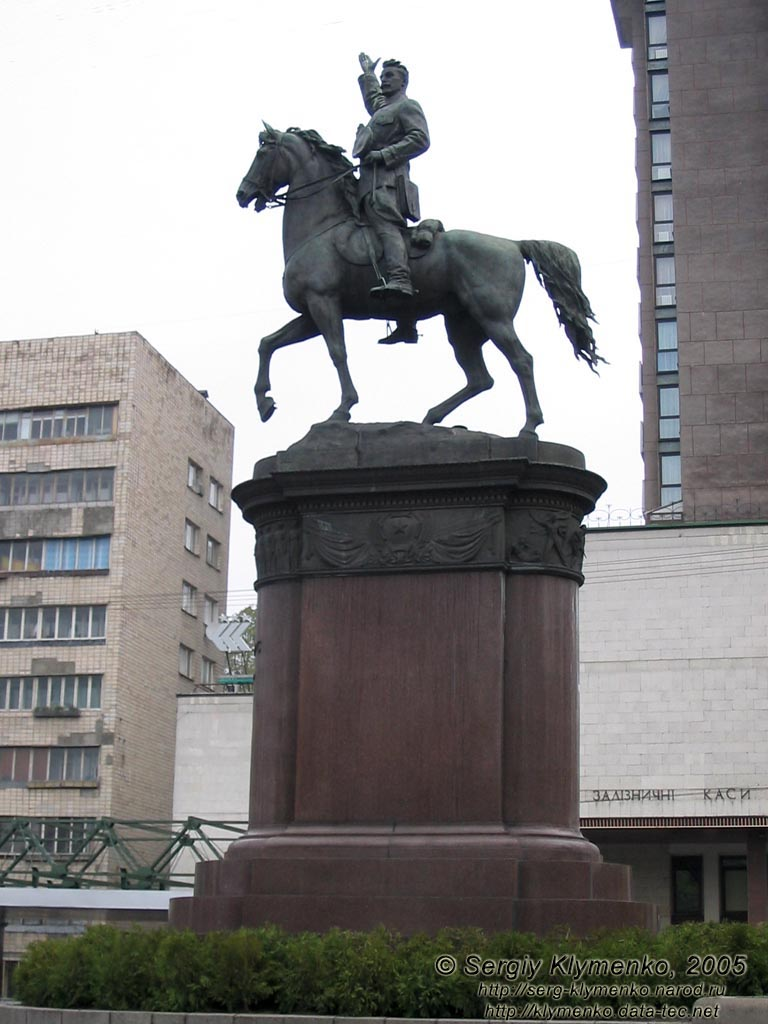 ЗАЛІЗНИЧНІ КАСИ
© Sergiy Klymenko, 2005
http://serg-klymenko.narod.ru
http://klymenko.data-tec.net